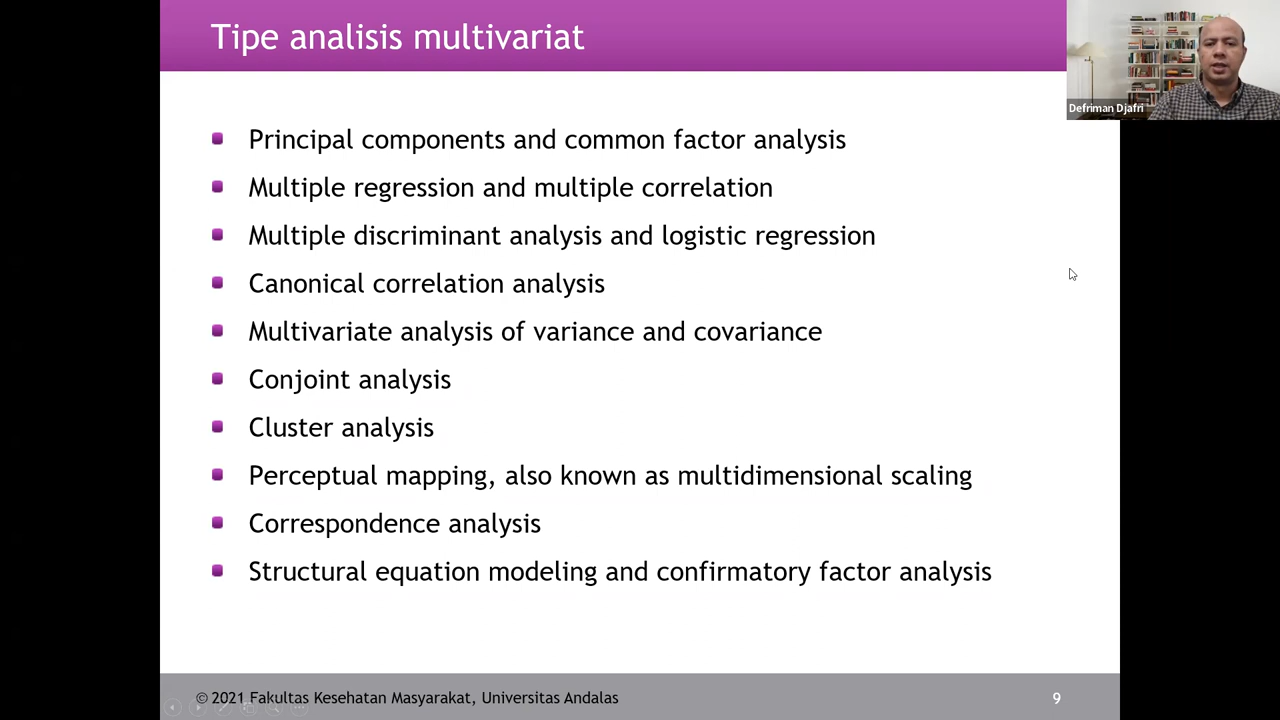 Tipe analisis multivariat
Defriman Djafri
Principal components and common factor analysis
Multiple regression and multiple correlation
Multiple discriminant analysis and logistic regression
Canonical correlation analysis
Multivariate analysis of variance and covariance
Conjoint analysis
Cluster analysis
Perceptual mapping, also known as multidimensional scaling
Correspondence analysis
Structural equation modeling and confirmatory factor analysis
© 2021 Fakultas Kesehatan Masyarakat, Universitas Andalas
9